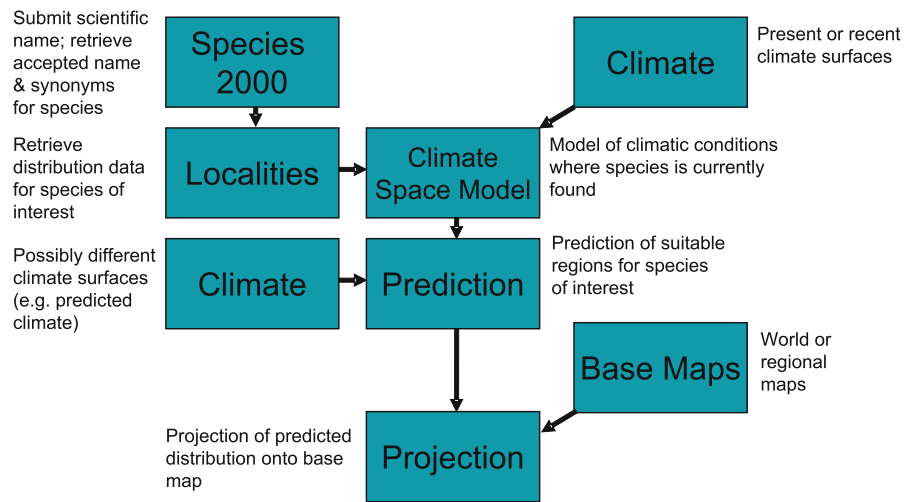 Submit scientific
name; retrieve
accepted name
& synonyms
for species
Species
2000
Climate
Present or recent
climate surfaces
Retrieve
distribution data
for species of
interest
Localities
Climate
Space Model
Model of climatic conditions
where species is currently
found
Possibly different
climate surfaces
(e.g. predicted
climate)
Climate
Prediction
Prediction of suitable
regions for species
of interest
Base Maps
World or
regional
maps
Projection of predicted
distribution onto base
map
Projection